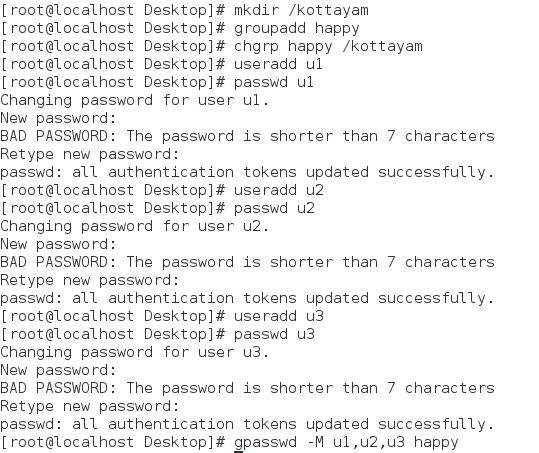 [root@localhost Desktop]# mkdir /kottayam
[root@localhost Desktop]# groupadd happy
[root@localhost Desktop]# chgrp happy /kottayam
[root@localhost Desktop]# useradd u1
[root@localhost Desktop]# passwd u1
Changing password for user u1.
New password:
BAD PASSWORD: The password is shorter than 7 characters
Retype new password:
passwd: all authentication tokens updated successfully.
[root@localhost Desktop]# useradd u2
[root@localhost Desktop]# passwd u2
Changing password for user u2.
New password:
BAD PASSWORD: The password is shorter than 7 characters
Retype new password:
passwd: all authentication tokens updated successfully.
[root@localhost Desktop]# useradd u3
[root@localhost Desktop]# passwd u3
Changing password for user u3.
New password:
BAD PASSWORD: The password is shorter than 7 characters
Retype new password:
passwd: all authentication tokens updated successfully.
[root@localhost Desktop]# gpasswd -M u1,u2,u3 happy